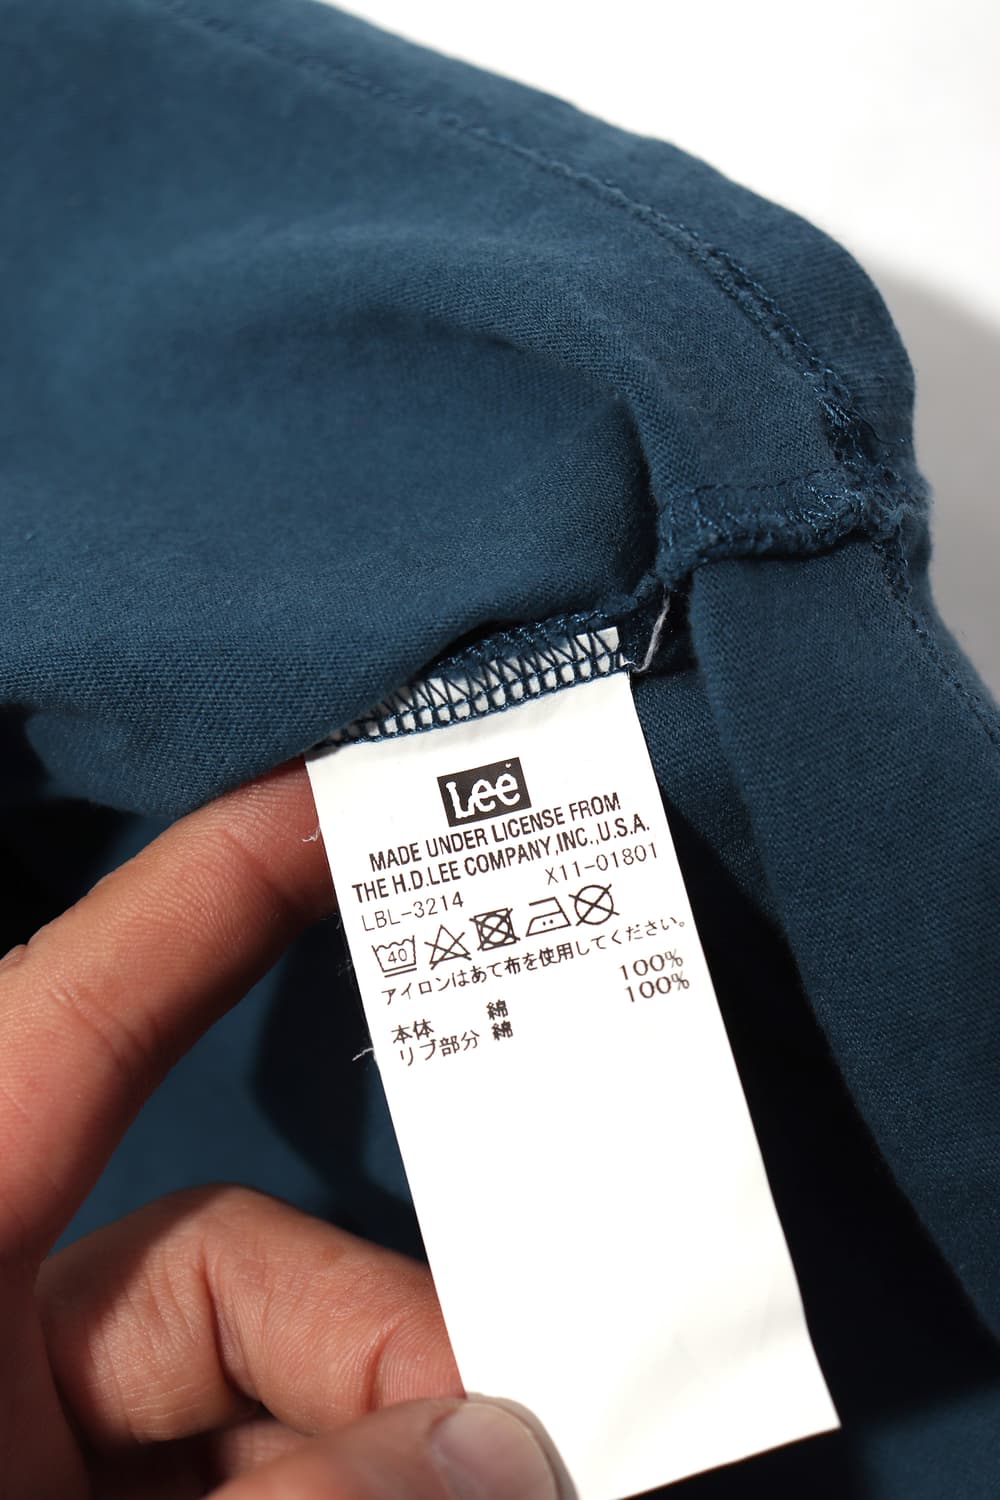 Lee
MADE UNDER LICENSE FROM
THE H.D.LEE COMPANY,INC.,U.S.A.
LBL-3214 X11-01801
40
アイロンはあて布を使用してください。
本体 綿 100%
リブ部分 綿 100%